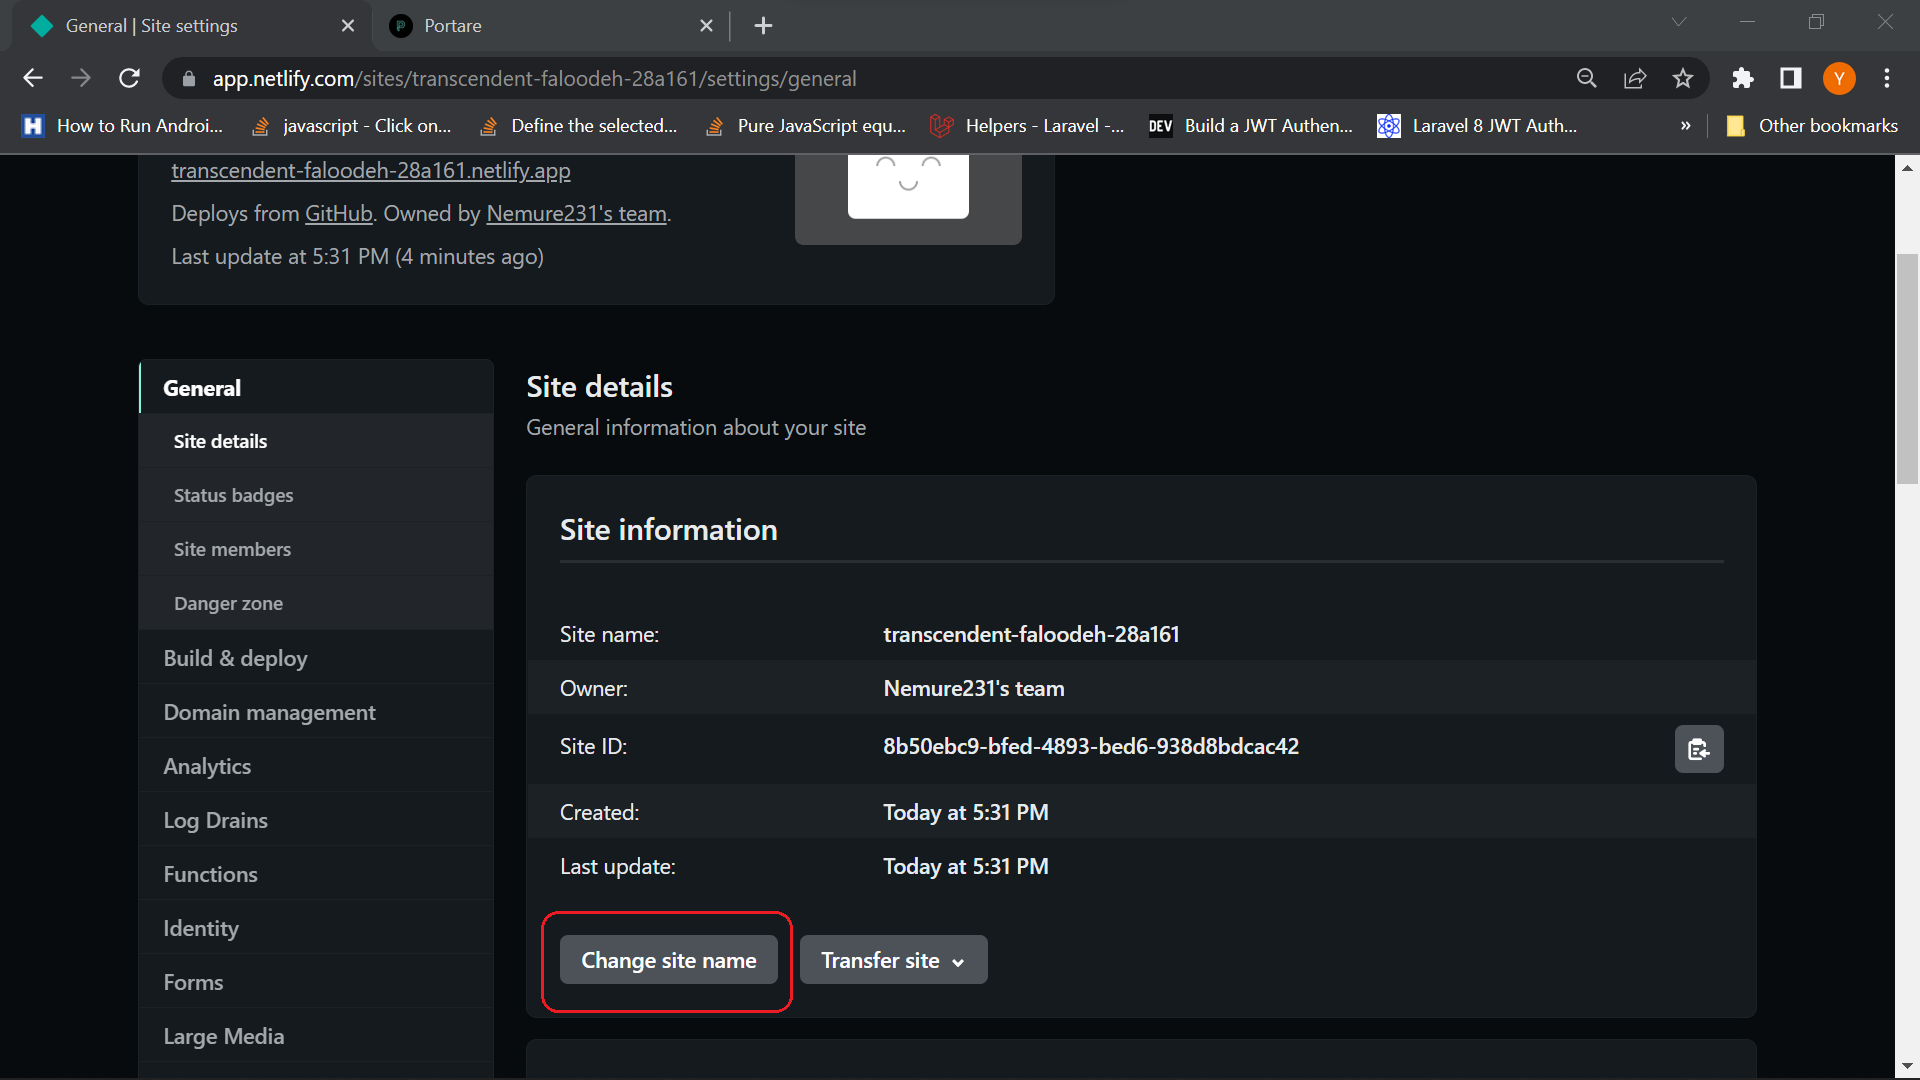 General | Site settings
Portare
app.netlify.com/sites/transcendent-faloodeh-28a161/settings/general
Y
How to Run Androi...
javascript - Click on...
Define the selected...
Pure JavaScript equ...
Helpers - Laravel -...
DEV
Build a JWT Authen...
Laravel 8 JWT Auth...
»
Other bookmarks
transcendent-faloodeh-28a161.netlify.app
Deploys from GitHub. Owned by Nemure231's team.
Last update at 5:31 PM (4 minutes ago)
General
Site details
Status badges
Site members
Danger zone
Build & deploy
Domain management
Analytics
Log Drains
Functions
Identity
Forms
Large Media
Site details
General information about your site
Site information
Site name: transcendent-faloodeh-28a161
Owner: Nemure231's team
Site ID: 8b50ebc9-bfed-4893-bed6-938d8bdcac42
Created: Today at 5:31 PM
Last update: Today at 5:31 PM
Change site name
Transfer site